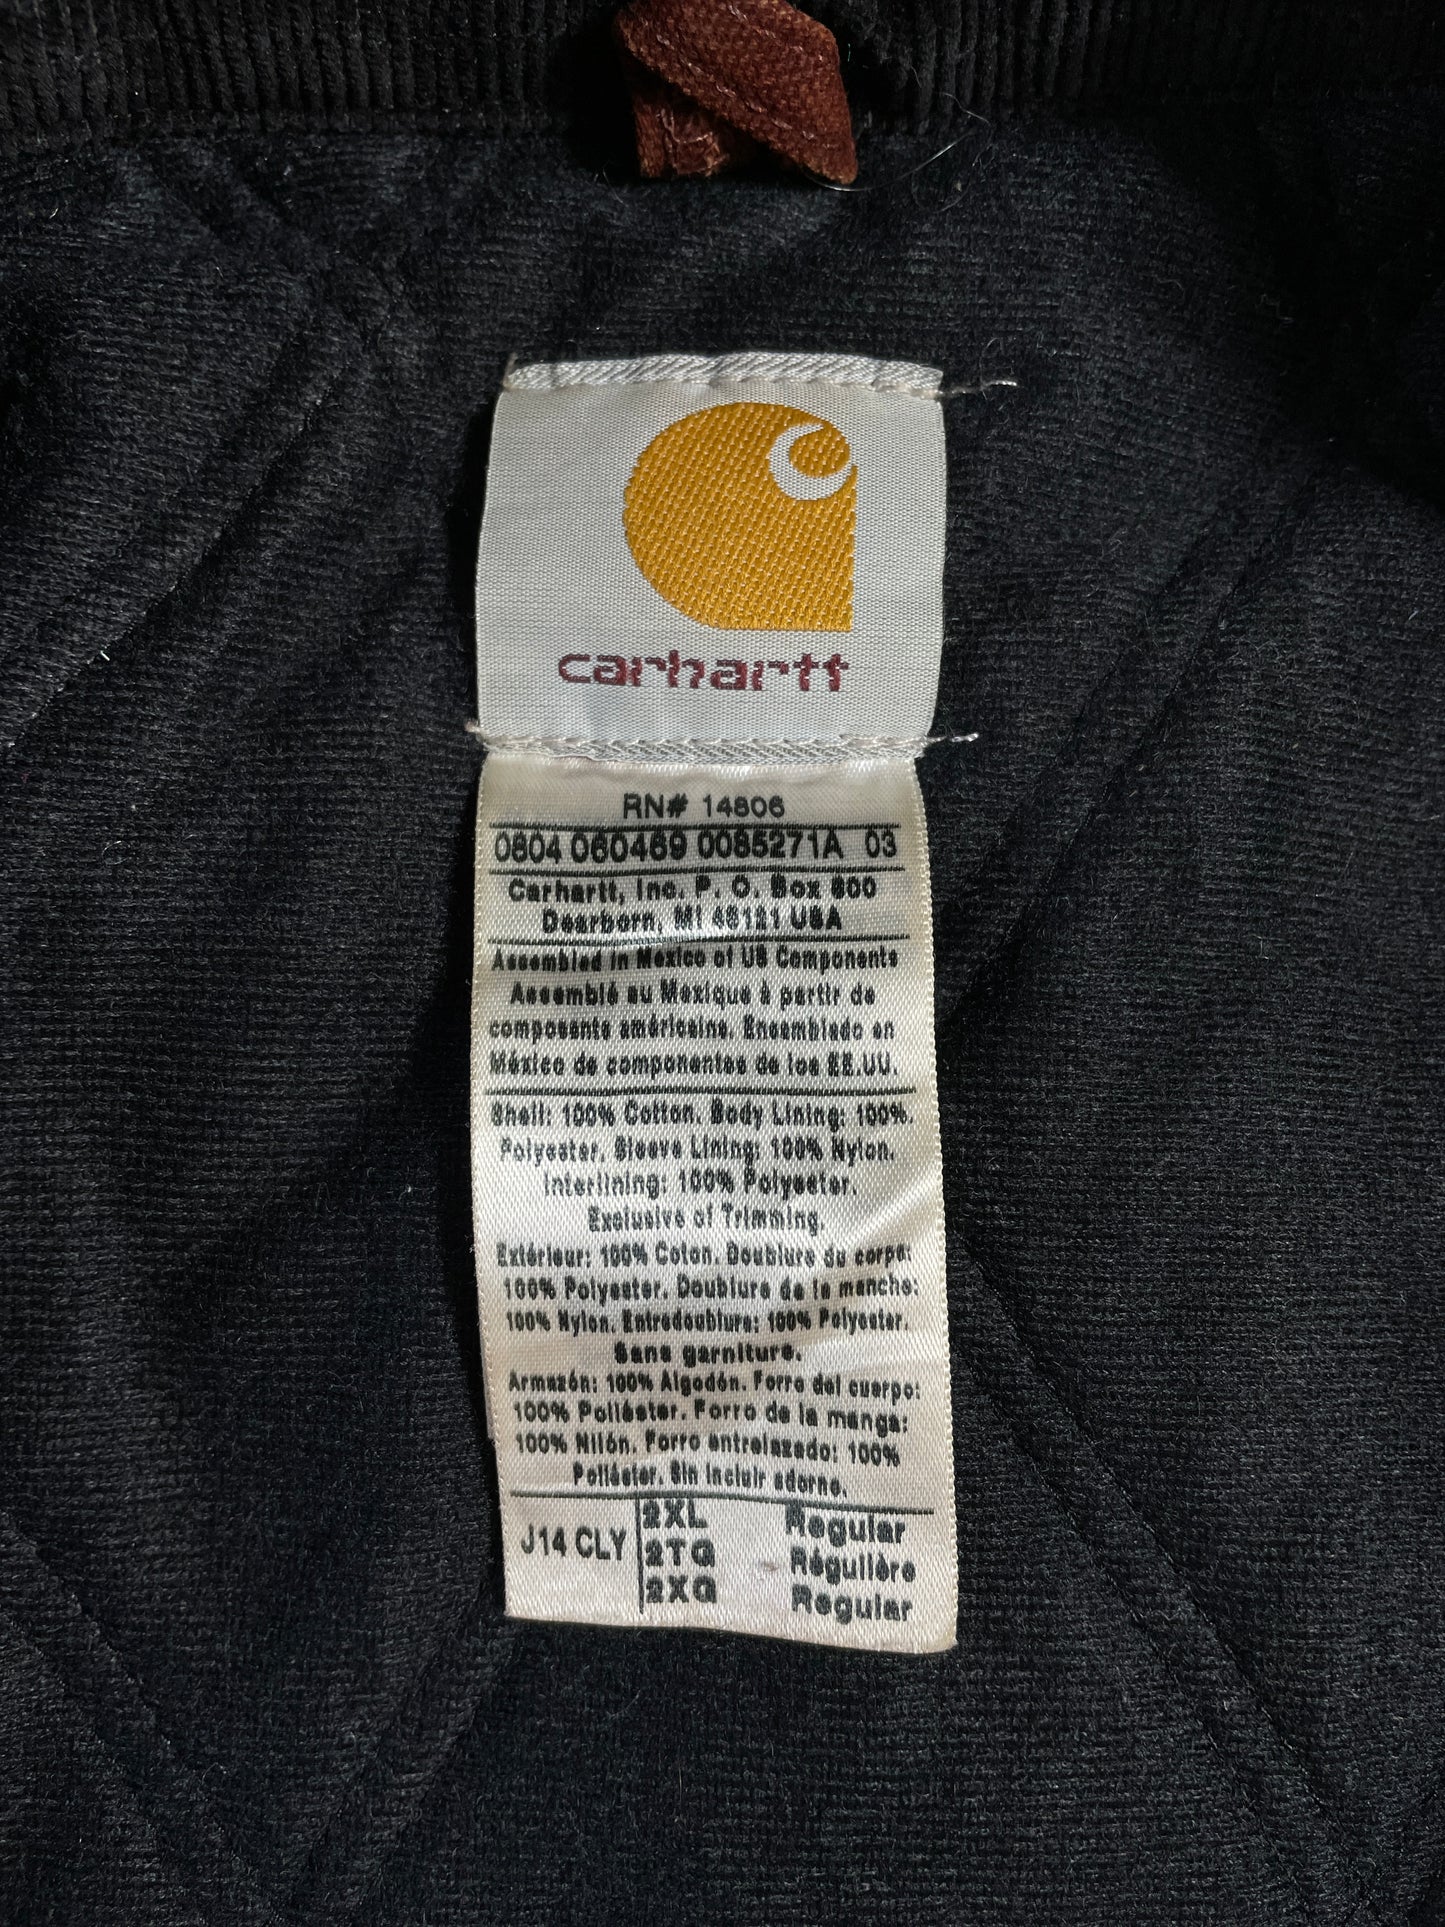 carhartt
RN# 14806
0804 060469 0085271A 03
Carhartt, Inc. P. O. Box 600
Dearborn, MI 48121 USA
Assembled in Mexico of US Components
Assemblé au Mexique à partir de
composants américains. Ensamblado en
México de componentes de los EE.UU.
Shell: 100% Cotton. Body Lining: 100%.
Polyester. Sleeve Lining: 100% Nylon.
Interlining: 100% Polyester.
Exclusive of Trimming.
Extérieur: 100% Coton. Doublure du corps:
100% Polyester. Doublure de la manche:
100% Nylon. Entredoublure: 100% Polyester.
Sans garniture.
Armazón: 100% Algodón. Forro del cuerpo:
100% Poliéster. Forro de la manga:
100% Nilón. Forro entrelazado: 100%
Poliéster. Sin incluir adorno.
J14 CLY
2XL Regular
2TG Régulière
2XG Regular